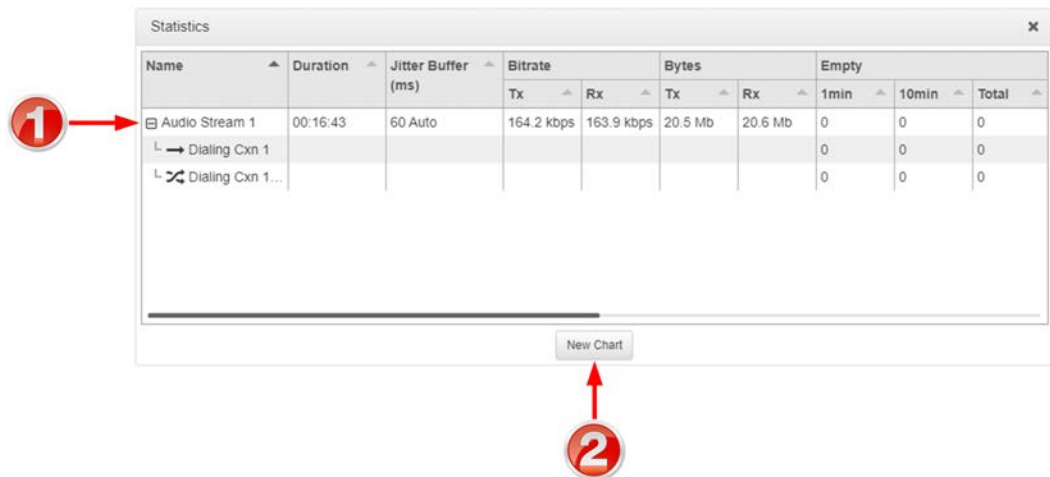 Statistics ×
Name Duration Jitter Buffer (ms) Bitrate Bytes Empty
Tx Rx Tx Rx 1min 10min Total
1
Audio Stream 1 00:16:43 60 Auto 164.2 kbps 163.9 kbps 20.5 Mb 20.6 Mb 0 0 0
Dialing Cxn 1 0 0 0
Dialing Cxn 1... 0 0 0
New Chart
2